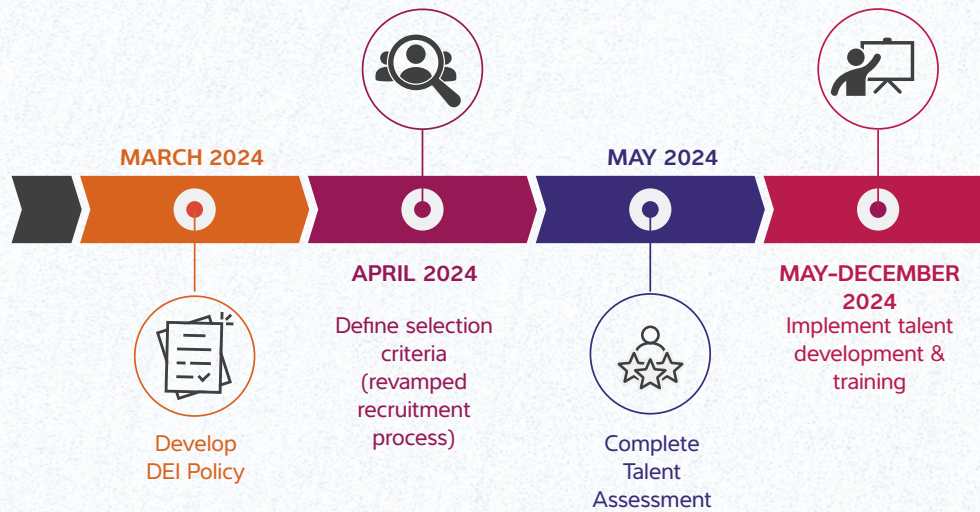 MARCH 2024
Develop
DEI Policy
APRIL 2024
Define selection
criteria
(revamped
recruitment
process)
MAY 2024
Complete
Talent
Assessment
MAY–DECEMBER
2024
Implement talent
development &
training